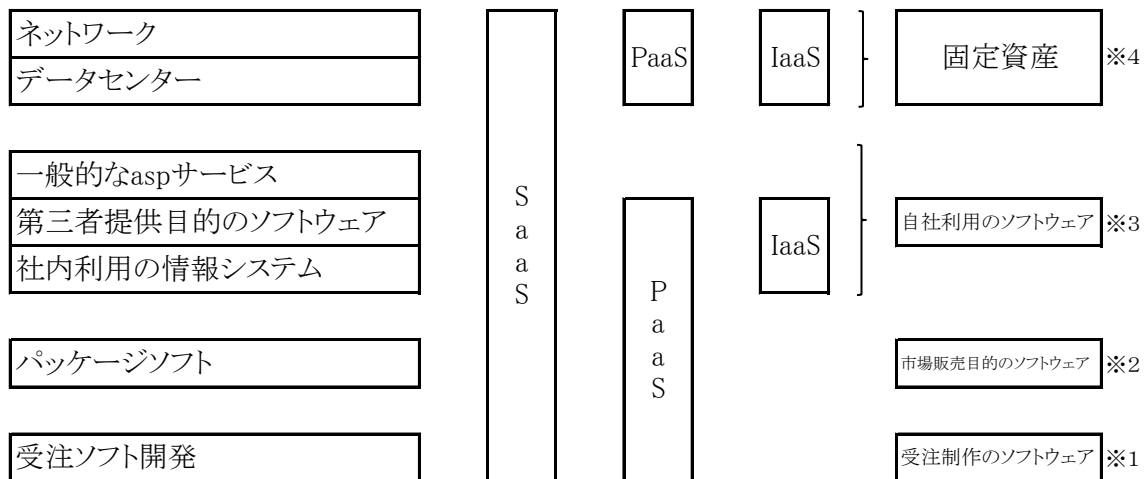 ネットワーク
データセンター
PaaS
IaaS
固定資産
※4
一般的なaspサービス
第三者提供目的のソフトウェア
社内利用の情報システム
S
a
a
S
IaaS
自社利用のソフトウェア
※3
P
a
a
S
パッケージソフト
市場販売目的のソフトウェア
※2
受注ソフト開発
受注制作のソフトウェア
※1